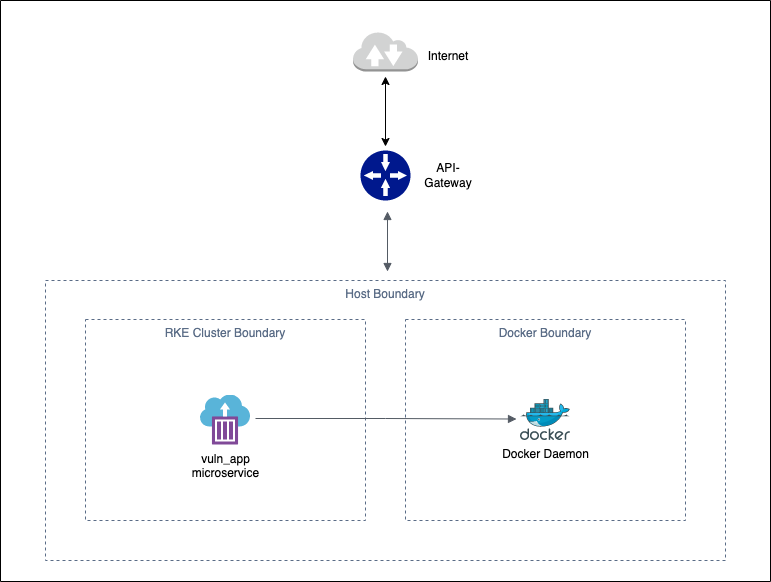 Internet
API-
Gateway
Host Boundary
RKE Cluster Boundary
Docker Boundary
vuln_app
microservice
docker
Docker Daemon